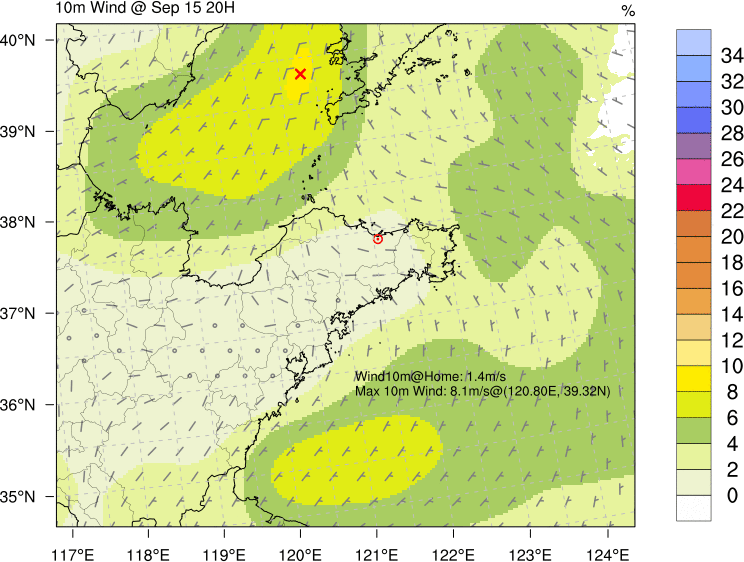 10m Wind @ Sep 15 20H
%
40°N
39°N
38°N
37°N
36°N
35°N
Wind10m@Home: 1.4m/s
Max 10m Wind: 8.1m/s@(120.80E, 39.32N)
117°E 118°E 119°E 120°E 121°E 122°E 123°E 124°E
34
32
30
28
26
24
22
20
18
16
14
12
10
8
6
4
2
0